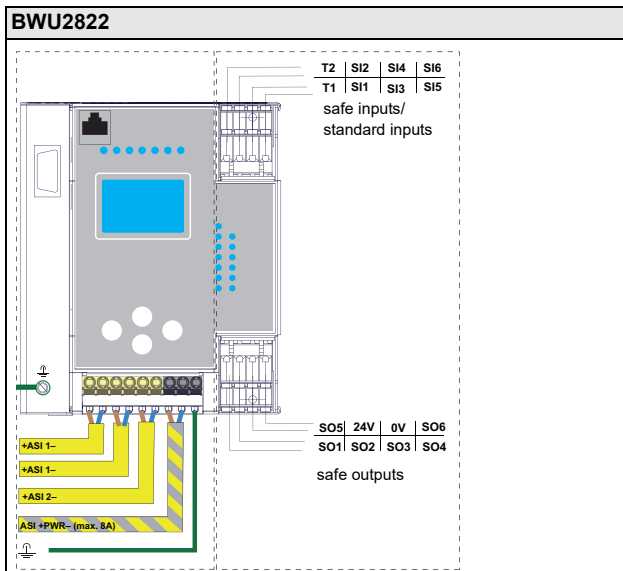 BWU2822
T2 | SI2 | SI4 | SI6
T1 | SI1 | SI3 | SI5
safe inputs/
standard inputs
SO5 | 24V | 0V | SO6
SO1 | SO2 | SO3 | SO4
safe outputs
+ASI 1–
+ASI 1–
+ASI 2–
ASI +PWR– (max. 8A)